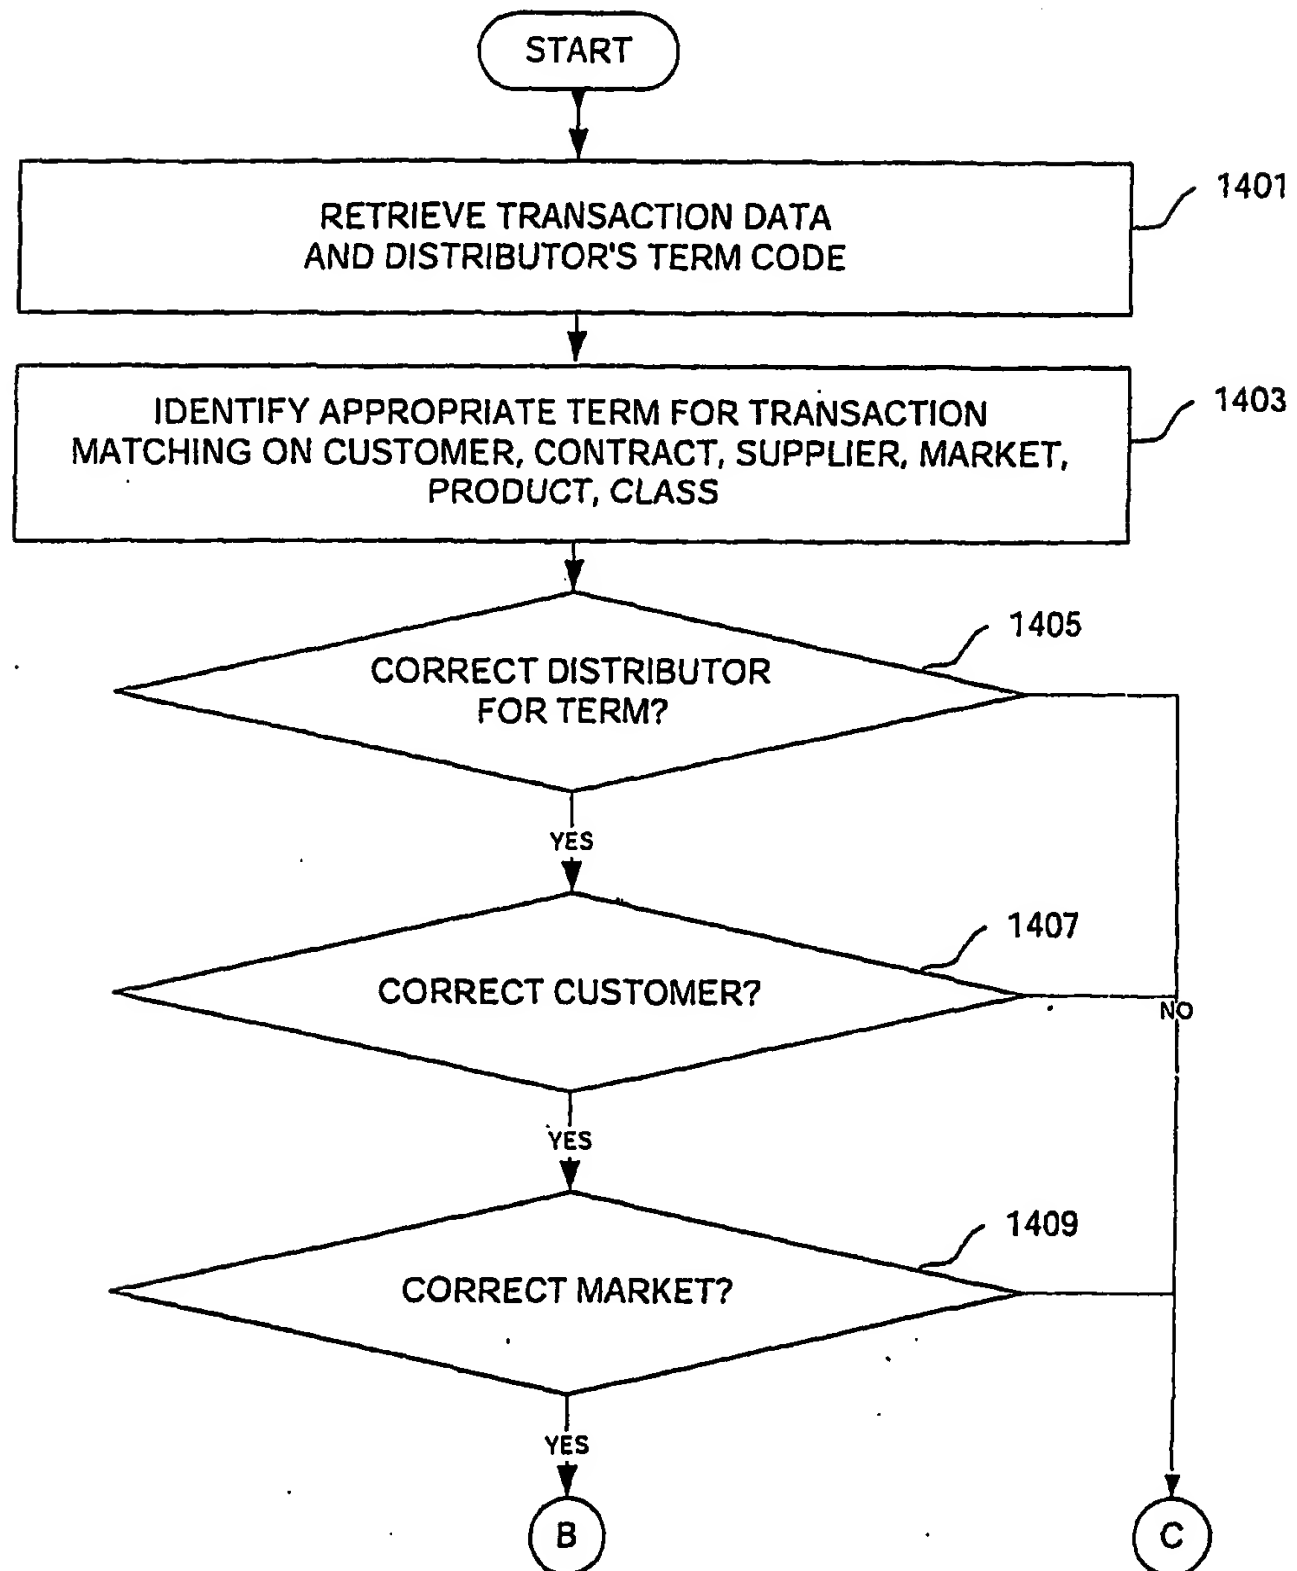 START
RETRIEVE TRANSACTION DATA
AND DISTRIBUTOR'S TERM CODE
1401
IDENTIFY APPROPRIATE TERM FOR TRANSACTION
MATCHING ON CUSTOMER, CONTRACT, SUPPLIER, MARKET,
PRODUCT, CLASS
1403
CORRECT DISTRIBUTOR
FOR TERM?
1405
YES
CORRECT CUSTOMER?
1407
NO
YES
CORRECT MARKET?
1409
YES
B
C